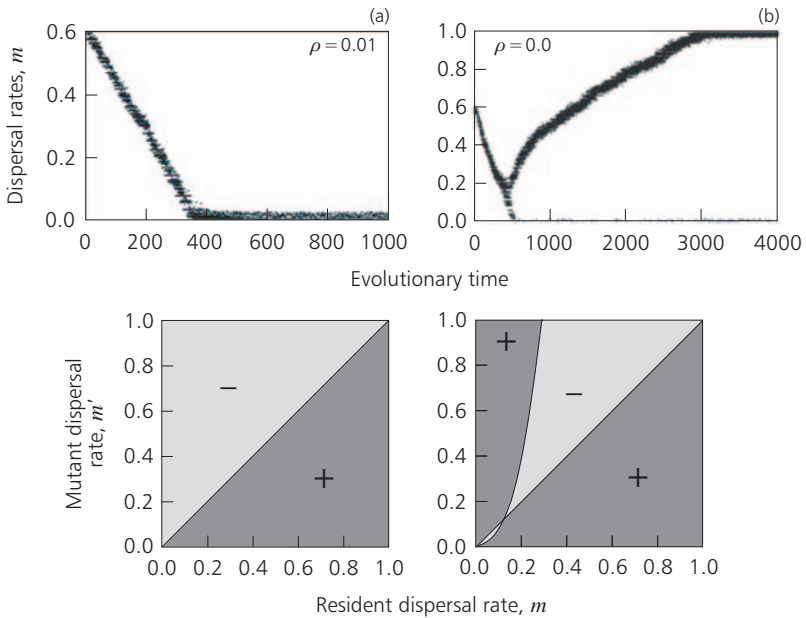 (a)
(b)
Dispersal rates, m
0.6
0.4
0.2
0.0
ρ = 0.01
0 200 400 600 800 1000
1.0
0.8
0.6
0.4
0.2
0.0
ρ = 0.0
0 1000 2000 3000 4000
Evolutionary time
Mutant dispersal
rate, m′
1.0
0.8
0.6
0.4
0.2
0.0
−
+
0.0 0.2 0.4 0.6 0.8 1.0
1.0
0.8
0.6
0.4
0.2
0.0
+
−
+
0.0 0.2 0.4 0.6 0.8 1.0
Resident dispersal rate, m